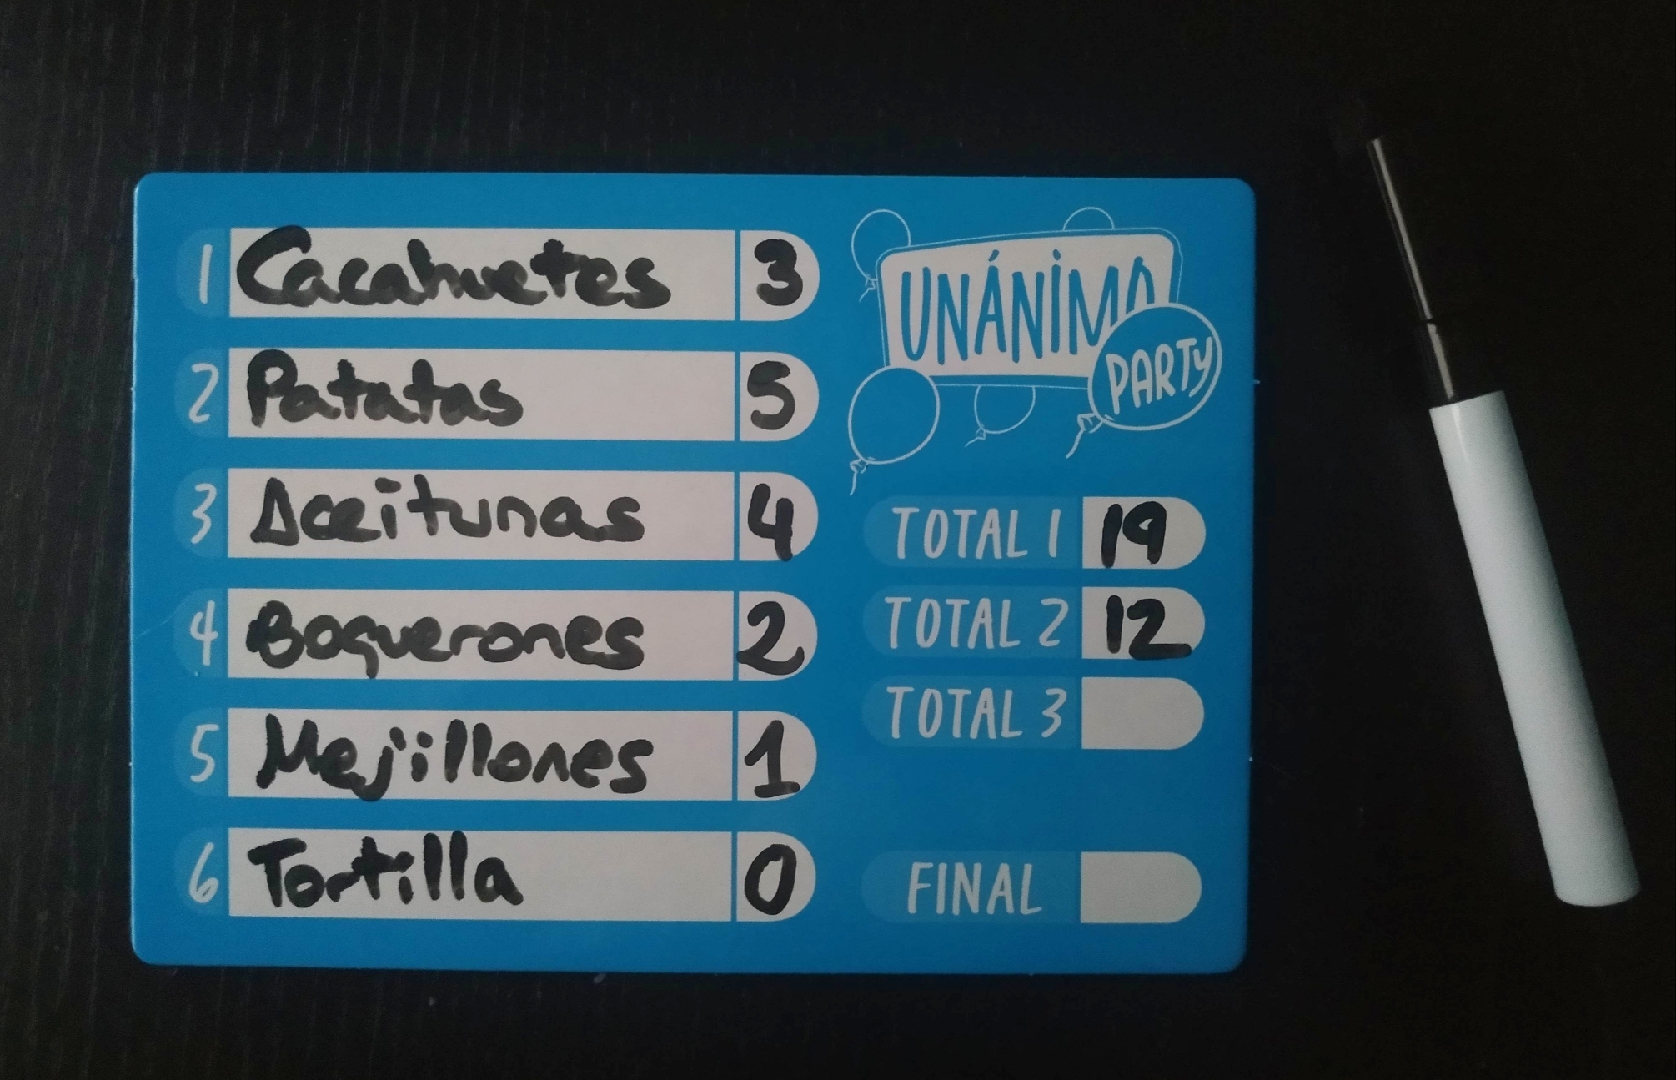 1 Cacahuetes 3
2 Patatas 5
3 Aceitunas 4
4 Boquerones 2
5 Mejillones 1
6 Tortilla 0
UNÁNIMO
PARTY
TOTAL 1 19
TOTAL 2 12
TOTAL 3
FINAL